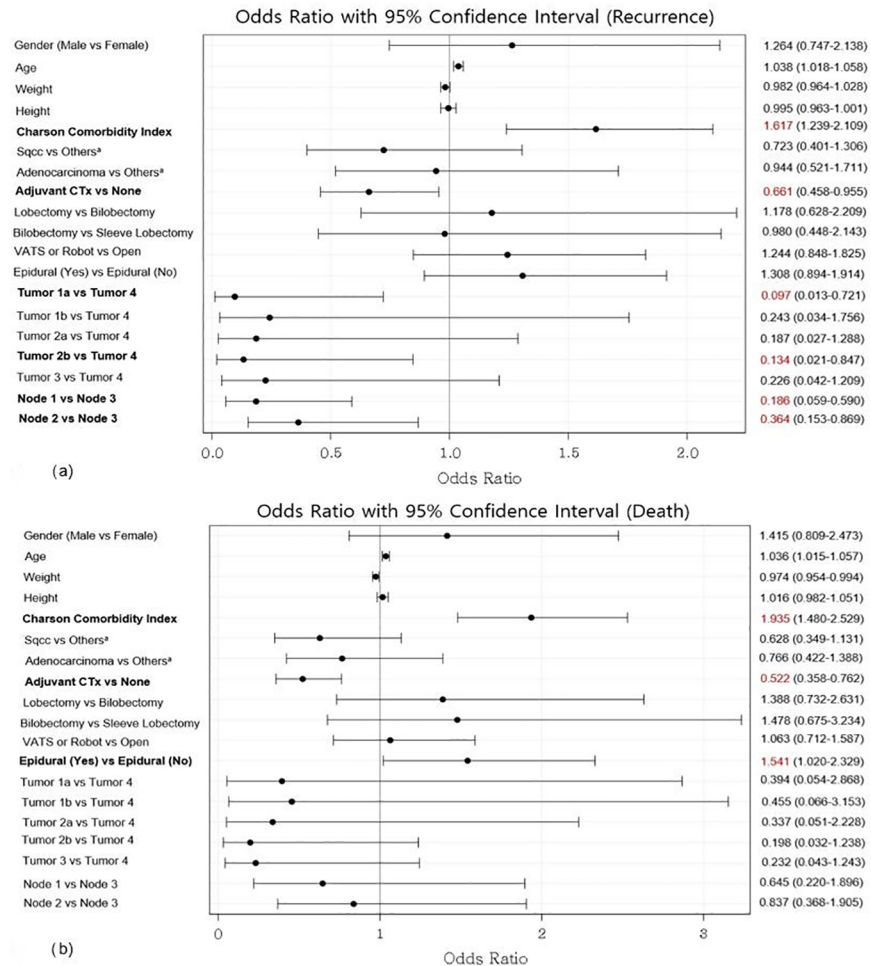 Odds Ratio with 95% Confidence Interval (Recurrence)
Gender (Male vs Female) 1.264 (0.747-2.138)
Age 1.038 (1.018-1.058)
Weight 0.982 (0.964-1.028)
Height 0.995 (0.963-1.001)
Charson Comorbidity Index 1.617 (1.239-2.109)
Sqcc vs Othersᵃ 0.723 (0.401-1.306)
Adenocarcinoma vs Othersᵃ 0.944 (0.521-1.711)
Adjuvant CTx vs None 0.661 (0.458-0.955)
Lobectomy vs Bilobectomy 1.178 (0.628-2.209)
Bilobectomy vs Sleeve Lobectomy 0.980 (0.448-2.143)
VATS or Robot vs Open 1.244 (0.848-1.825)
Epidural (Yes) vs Epidural (No) 1.308 (0.894-1.914)
Tumor 1a vs Tumor 4 0.097 (0.013-0.721)
Tumor 1b vs Tumor 4 0.243 (0.034-1.756)
Tumor 2a vs Tumor 4 0.187 (0.027-1.288)
Tumor 2b vs Tumor 4 0.134 (0.021-0.847)
Tumor 3 vs Tumor 4 0.226 (0.042-1.209)
Node 1 vs Node 3 0.186 (0.059-0.590)
Node 2 vs Node 3 0.364 (0.153-0.869)
0.0 0.5 1.0 1.5 2.0
(a) Odds Ratio
Odds Ratio with 95% Confidence Interval (Death)
Gender (Male vs Female) 1.415 (0.809-2.473)
Age 1.036 (1.015-1.057)
Weight 0.974 (0.954-0.994)
Height 1.016 (0.982-1.051)
Charson Comorbidity Index 1.935 (1.480-2.529)
Sqcc vs Othersᵃ 0.628 (0.349-1.131)
Adenocarcinoma vs Othersᵃ 0.766 (0.422-1.388)
Adjuvant CTx vs None 0.522 (0.358-0.762)
Lobectomy vs Bilobectomy 1.388 (0.732-2.631)
Bilobectomy vs Sleeve Lobectomy 1.478 (0.675-3.234)
VATS or Robot vs Open 1.063 (0.712-1.587)
Epidural (Yes) vs Epidural (No) 1.541 (1.020-2.329)
Tumor 1a vs Tumor 4 0.394 (0.054-2.868)
Tumor 1b vs Tumor 4 0.455 (0.066-3.153)
Tumor 2a vs Tumor 4 0.337 (0.051-2.228)
Tumor 2b vs Tumor 4 0.198 (0.032-1.238)
Tumor 3 vs Tumor 4 0.232 (0.043-1.243)
Node 1 vs Node 3 0.645 (0.220-1.896)
Node 2 vs Node 3 0.837 (0.368-1.905)
0 1 2 3
(b) Odds Ratio